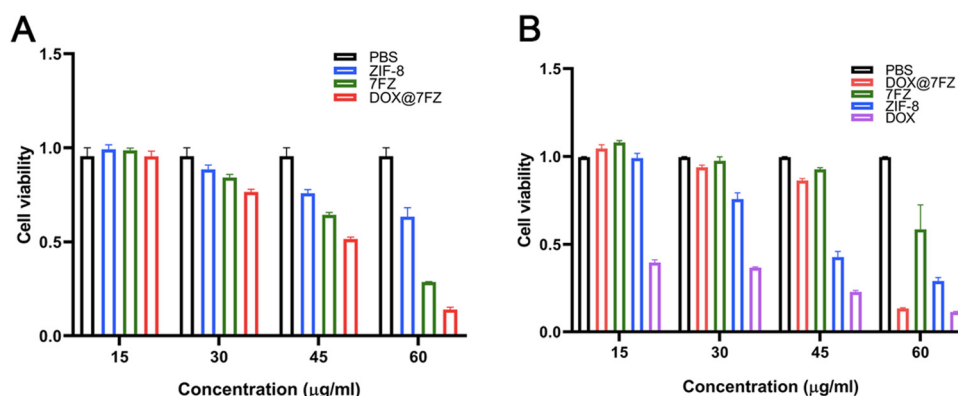 A
1.5
1.0
0.5
0.0
Cell viability
PBS
ZIF-8
7FZ
DOX@7FZ
15 30 45 60
Concentration (μg/ml)
B
1.5
1.0
0.5
0.0
Cell viability
PBS
DOX@7FZ
7FZ
ZIF-8
DOX
15 30 45 60
Concentration (μg/ml)